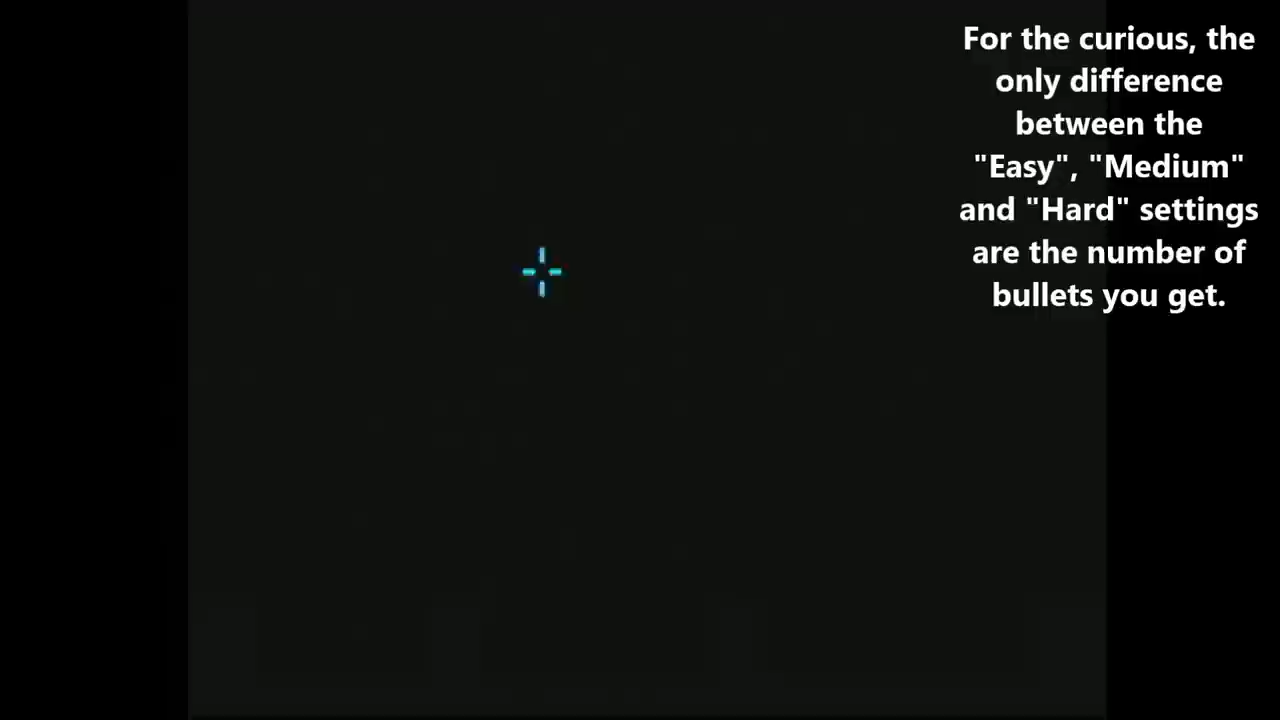 For the curious, the
only difference
between the
"Easy", "Medium"
and "Hard" settings
are the number of
bullets you get.